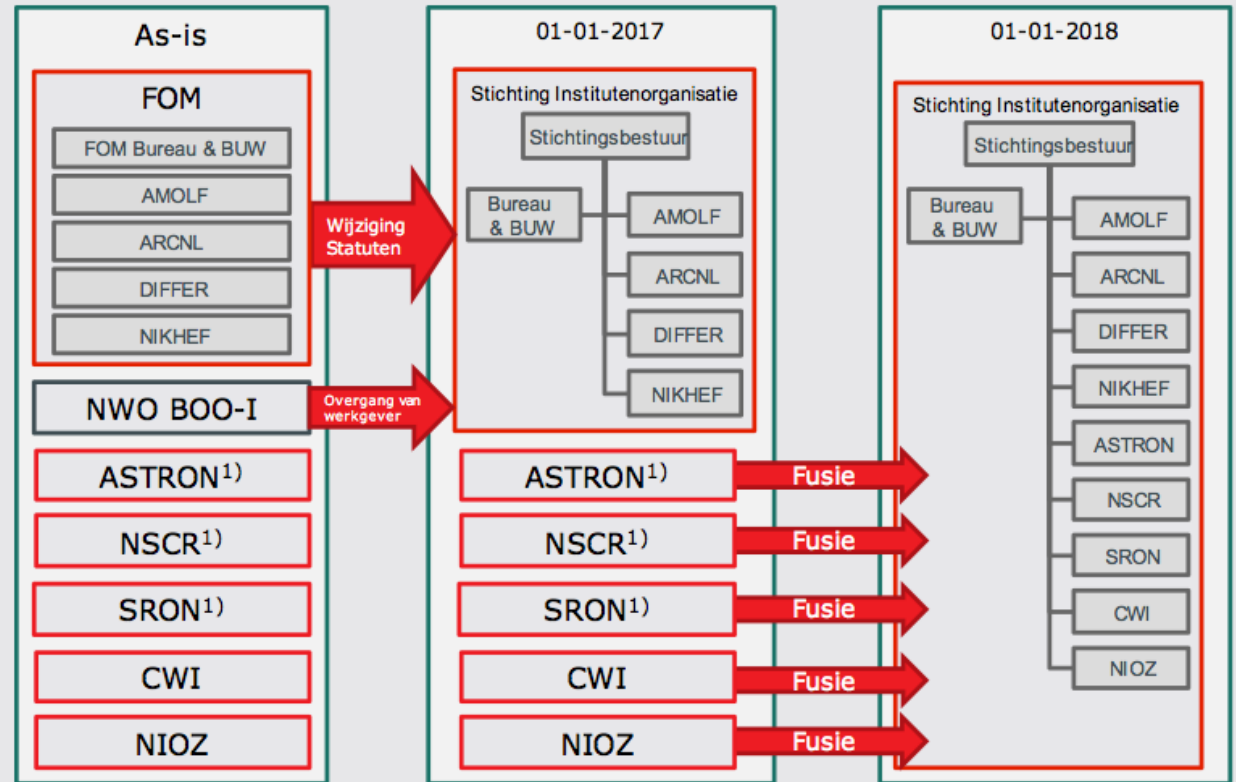 As-is
FOM
FOM Bureau & BUW
AMOLF
ARCNL
DIFFER
NIKHEF
NWO BOO-I
ASTRON1)
NSCR1)
SRON1)
CWI
NIOZ
Wijziging
Statuten
Overgang van
werkgever
01-01-2017
Stichting Institutenorganisatie
Stichtingsbestuur
Bureau
& BUW
AMOLF
ARCNL
DIFFER
NIKHEF
ASTRON1)
NSCR1)
SRON1)
CWI
NIOZ
Fusie
Fusie
Fusie
Fusie
Fusie
01-01-2018
Stichting Institutenorganisatie
Stichtingsbestuur
Bureau
& BUW
AMOLF
ARCNL
DIFFER
NIKHEF
ASTRON
NSCR
SRON
CWI
NIOZ